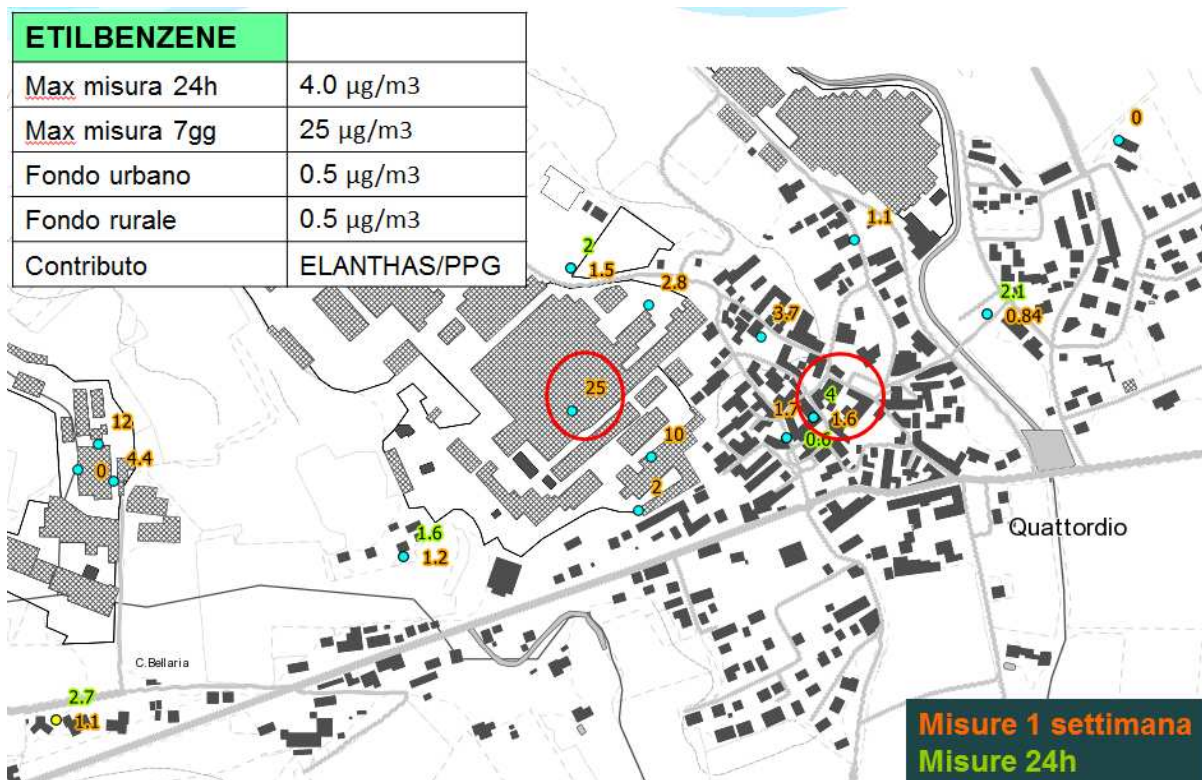 ETILBENZENE
Max misura 24h 4.0 µg/m3
Max misura 7gg 25 µg/m3
Fondo urbano 0.5 µg/m3
Fondo rurale 0.5 µg/m3
Contributo ELANTHAS/PPG
0
1.1
2
1.5
2.8
2.1
0.84
3.7
25
4
1.7
1.6
0.6
12
10
0
4.4
2
Quattordio
1.6
1.2
C.Bellaria
2.7
1.1
Misure 1 settimana
Misure 24h